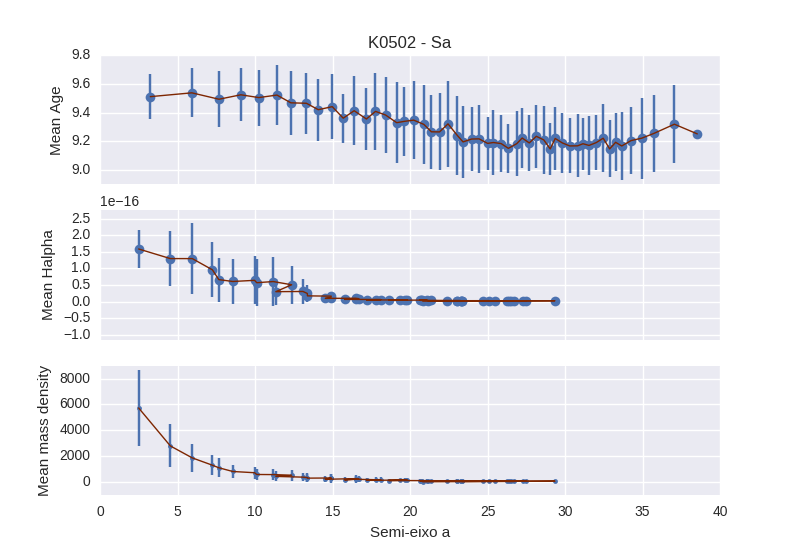 K0502 - Sa
9.8
9.6
9.4
9.2
9.0
Mean Age
1e−16
2.5
2.0
1.5
1.0
0.5
0.0
−0.5
−1.0
Mean Halpha
8000
6000
4000
2000
0
Mean mass density
0 5 10 15 20 25 30 35 40
Semi-eixo a